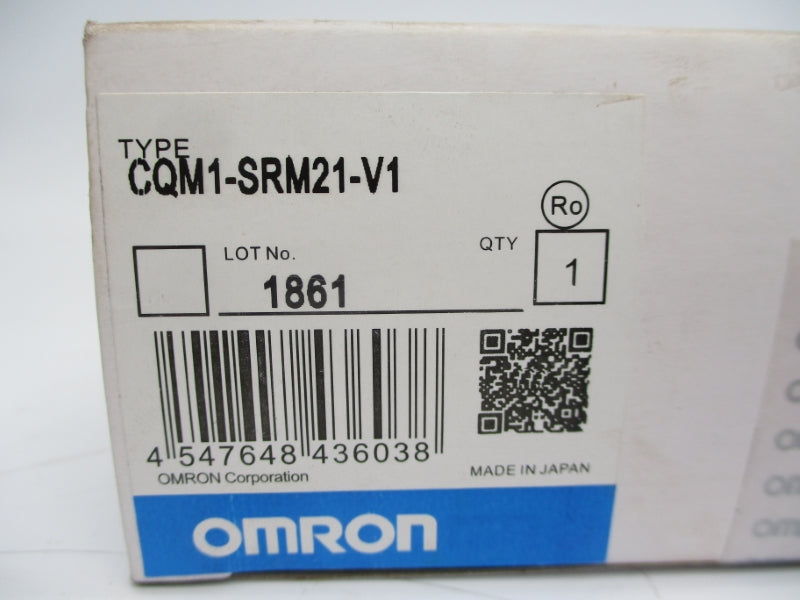 TYPE
CQM1-SRM21-V1
Ro
LOT No.
QTY
1861
1
4 547648 436038
OMRON Corporation
MADE IN JAPAN
OMRON